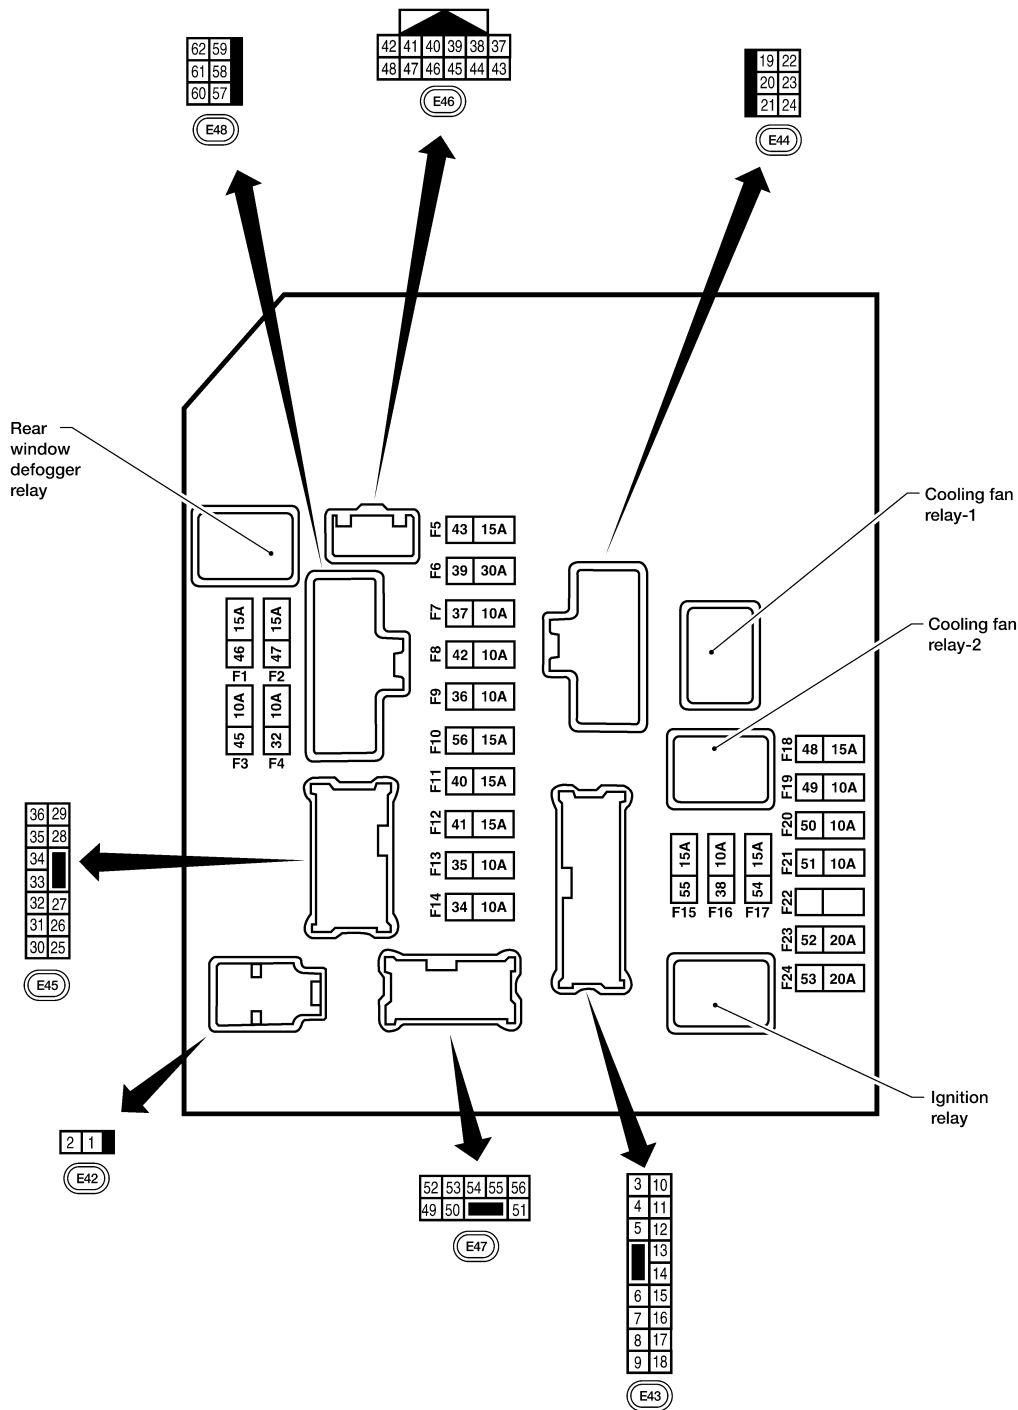 62 59
61 58
60 57
E48
42 41 40 39 38 37
48 47 46 45 44 43
E46
19 22
20 23
21 24
E44
Rear
window
defogger
relay
Cooling fan
relay-1
Cooling fan
relay-2
F5 43 15A
F6 39 30A
F7 37 10A
F8 42 10A
F9 36 10A
F10 56 15A
F11 40 15A
F12 41 15A
F13 35 10A
F14 34 10A
46 15A
F1
47 15A
F2
45 10A
F3
32 10A
F4
55 15A
F15
38 10A
F16
54 15A
F17
F18 48 15A
F19 49 10A
F20 50 10A
F21 51 10A
F22
F23 52 20A
F24 53 20A
36 29
35 28
34
33
32 27
31 26
30 25
E45
Ignition
relay
2 1
E42
52 53 54 55 56
49 50 51
E47
3 10
4 11
5 12
13
14
6 15
7 16
8 17
9 18
E43